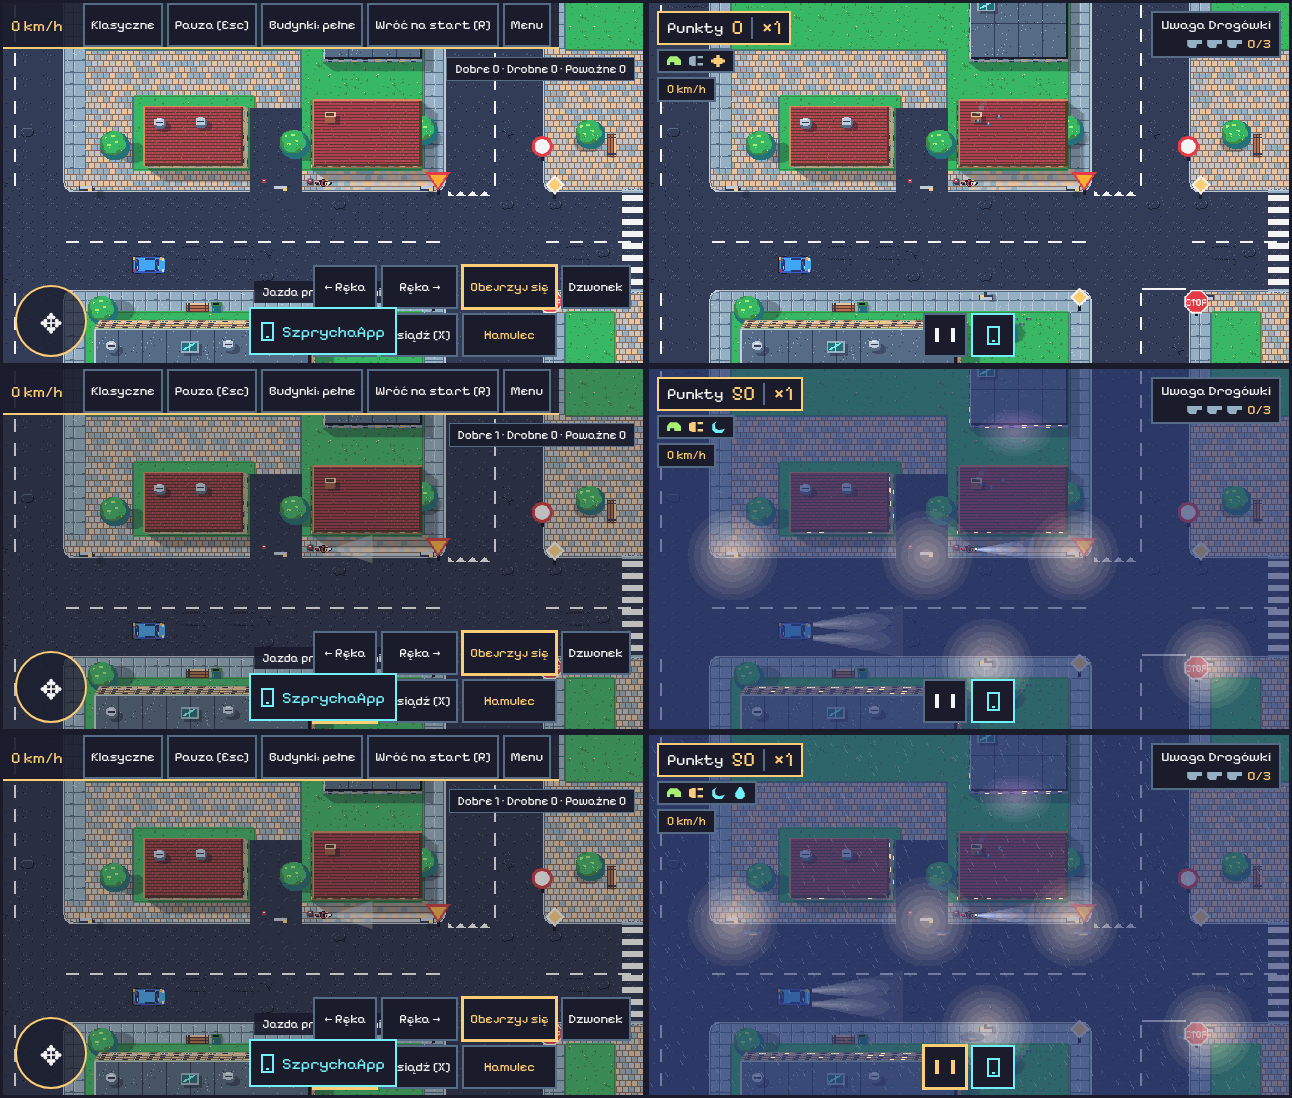 0 km/h
Klasyczne
Pauza (Esc)
Budynki: pełne
Wróć na start (R)
Menu
Dobre 0 · Drobne 0 · Poważne 0
Jazda
← Ręka
Ręka →
Obejrzyj się
Dzwonek
SzprychaApp
siądź (X)
Hamulec
Punkty 0 ×1
Uwaga Drogówki
0/3
0 km/h
STOP
0 km/h
Klasyczne
Pauza (Esc)
Budynki: pełne
Wróć na start (R)
Menu
Dobre 1 · Drobne 0 · Poważne 0
Jazda
← Ręka
Ręka →
Obejrzyj się
Dzwonek
SzprychaApp
siądź (X)
Hamulec
Punkty 80 ×1
Uwaga Drogówki
0/3
0 km/h
STOP
0 km/h
Klasyczne
Pauza (Esc)
Budynki: pełne
Wróć na start (R)
Menu
Dobre 1 · Drobne 0 · Poważne 0
Jazda
← Ręka
Ręka →
Obejrzyj się
Dzwonek
SzprychaApp
siądź (X)
Hamulec
Punkty 80 ×1
Uwaga Drogówki
0/3
0 km/h
STOP